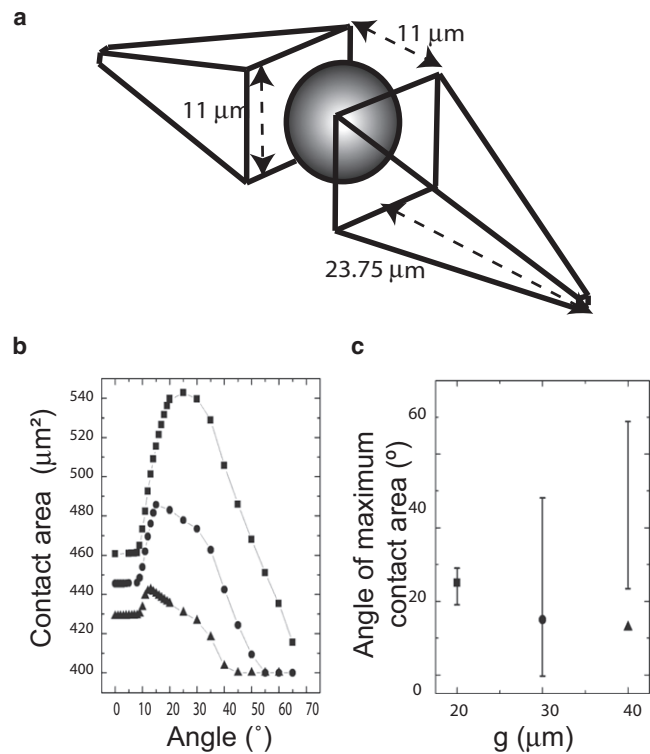 a
11 μm
11 μm
23.75 μm
b
c
Contact area (μm²)
540
520
500
480
460
440
420
400
0 10 20 30 40 50 60 70
Angle (˚)
Angle of maximum
contact area (º)
60
40
20
0
20 30 40
g (μm)